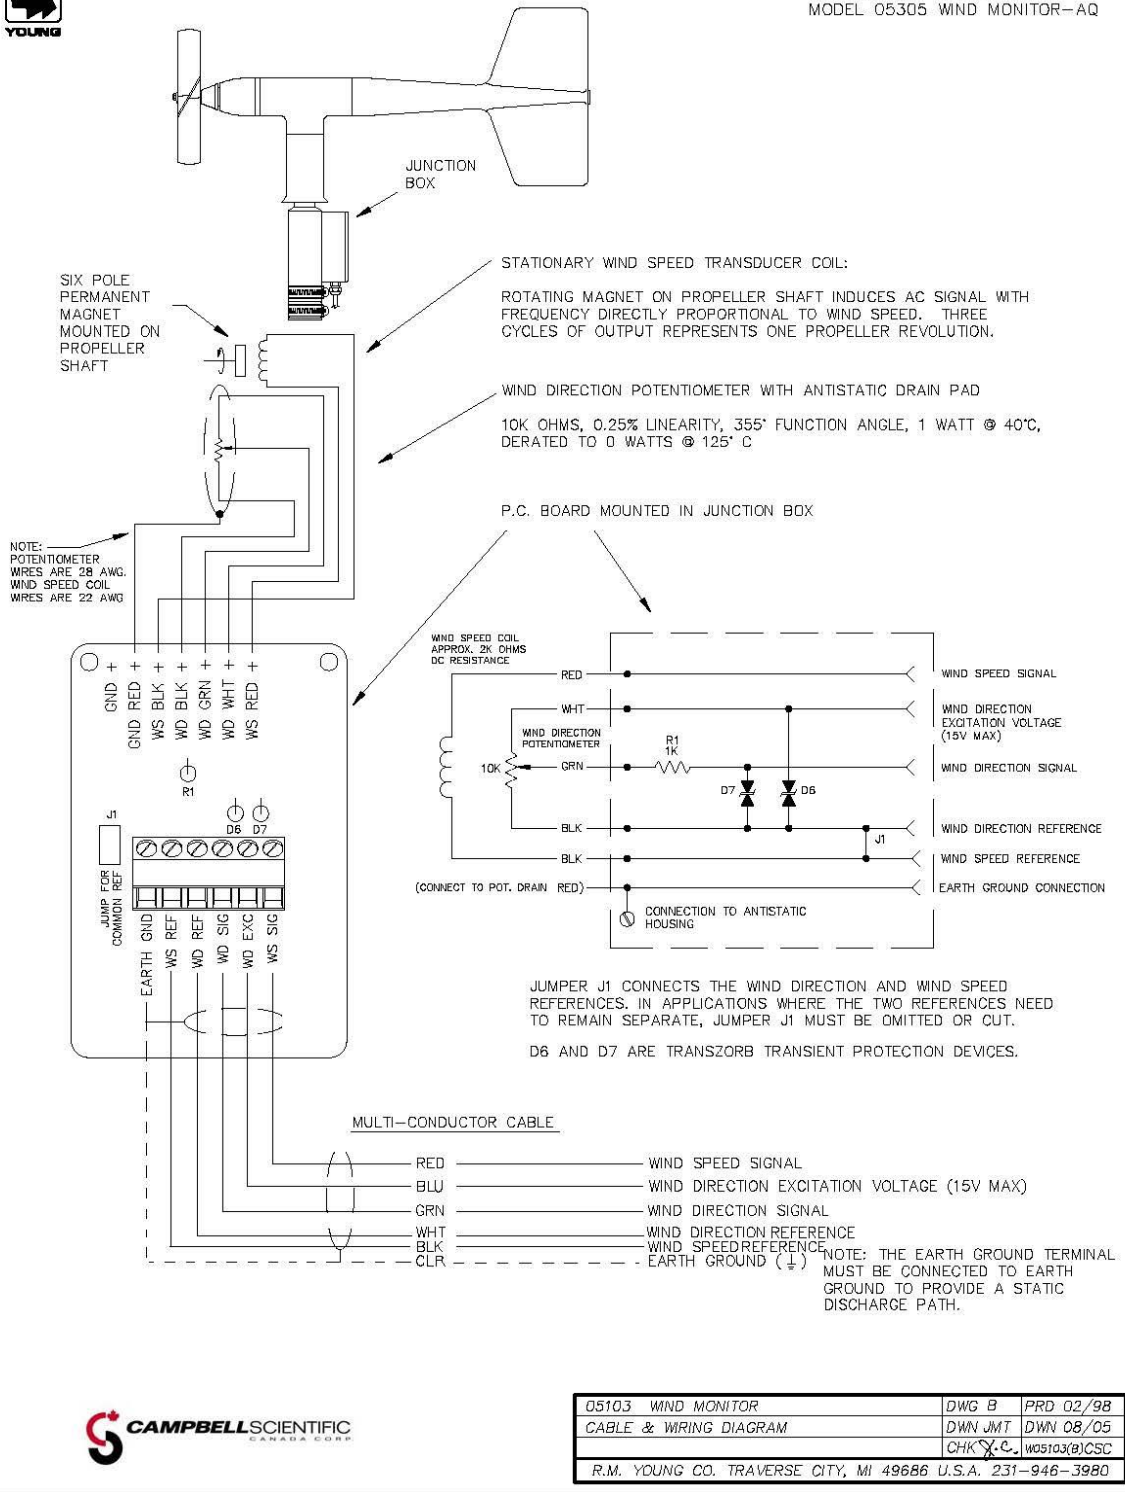 YOUNG
MODEL 05305 WIND MONITOR-AQ
JUNCTION
BOX
SIX POLE
PERMANENT
MAGNET
MOUNTED ON
PROPELLER
SHAFT
STATIONARY WIND SPEED TRANSDUCER COIL:
ROTATING MAGNET ON PROPELLER SHAFT INDUCES AC SIGNAL WITH
FREQUENCY DIRECTLY PROPORTIONAL TO WIND SPEED. THREE
CYCLES OF OUTPUT REPRESENTS ONE PROPELLER REVOLUTION.
WIND DIRECTION POTENTIOMETER WITH ANTISTATIC DRAIN PAD
10K OHMS, 0.25% LINEARITY, 355° FUNCTION ANGLE, 1 WATT @ 40°C,
DERATED TO 0 WATTS @ 125° C
P.C. BOARD MOUNTED IN JUNCTION BOX
NOTE:
POTENTIOMETER
WIRES ARE 28 AWG.
WIND SPEED COIL
WIRES ARE 22 AWG
GND +
GND RED +
WS BLK +
WD BLK +
WD GRN +
WD WHT +
WS RED +
R1
J1
D6 D7
JUMP FOR
COMMON REF
EARTH GND
WS REF
WD REF
WD SIG
WD EXC
WS SIG
WIND SPEED COIL
APPROX. 2K OHMS
DC RESISTANCE
RED
WIND SPEED SIGNAL
WHT
WIND DIRECTION
EXCITATION VOLTAGE
(15V MAX)
WIND DIRECTION
POTENTIOMETER
R1
1K
10K
GRN
WIND DIRECTION SIGNAL
D7
D6
BLK
WIND DIRECTION REFERENCE
J1
BLK
WIND SPEED REFERENCE
(CONNECT TO POT. DRAIN RED)
EARTH GROUND CONNECTION
CONNECTION TO ANTISTATIC
HOUSING
JUMPER J1 CONNECTS THE WIND DIRECTION AND WIND SPEED
REFERENCES. IN APPLICATIONS WHERE THE TWO REFERENCES NEED
TO REMAIN SEPARATE, JUMPER J1 MUST BE OMITTED OR CUT.
D6 AND D7 ARE TRANSZORB TRANSIENT PROTECTION DEVICES.
MULTI-CONDUCTOR CABLE
RED WIND SPEED SIGNAL
BLU WIND DIRECTION EXCITATION VOLTAGE (15V MAX)
GRN WIND DIRECTION SIGNAL
WHT WIND DIRECTION REFERENCE
BLK WIND SPEED REFERENCE
CLR EARTH GROUND ( )
NOTE: THE EARTH GROUND TERMINAL
MUST BE CONNECTED TO EARTH
GROUND TO PROVIDE A STATIC
DISCHARGE PATH.
CAMPBELL SCIENTIFIC
CANADA CORP.
05103 WIND MONITOR DWG B PRD 02/98
CABLE & WIRING DIAGRAM DWN JMT DWN 08/05
CHK J.C. W05103(B)CSC
R.M. YOUNG CO. TRAVERSE CITY, MI 49686 U.S.A. 231-946-3980